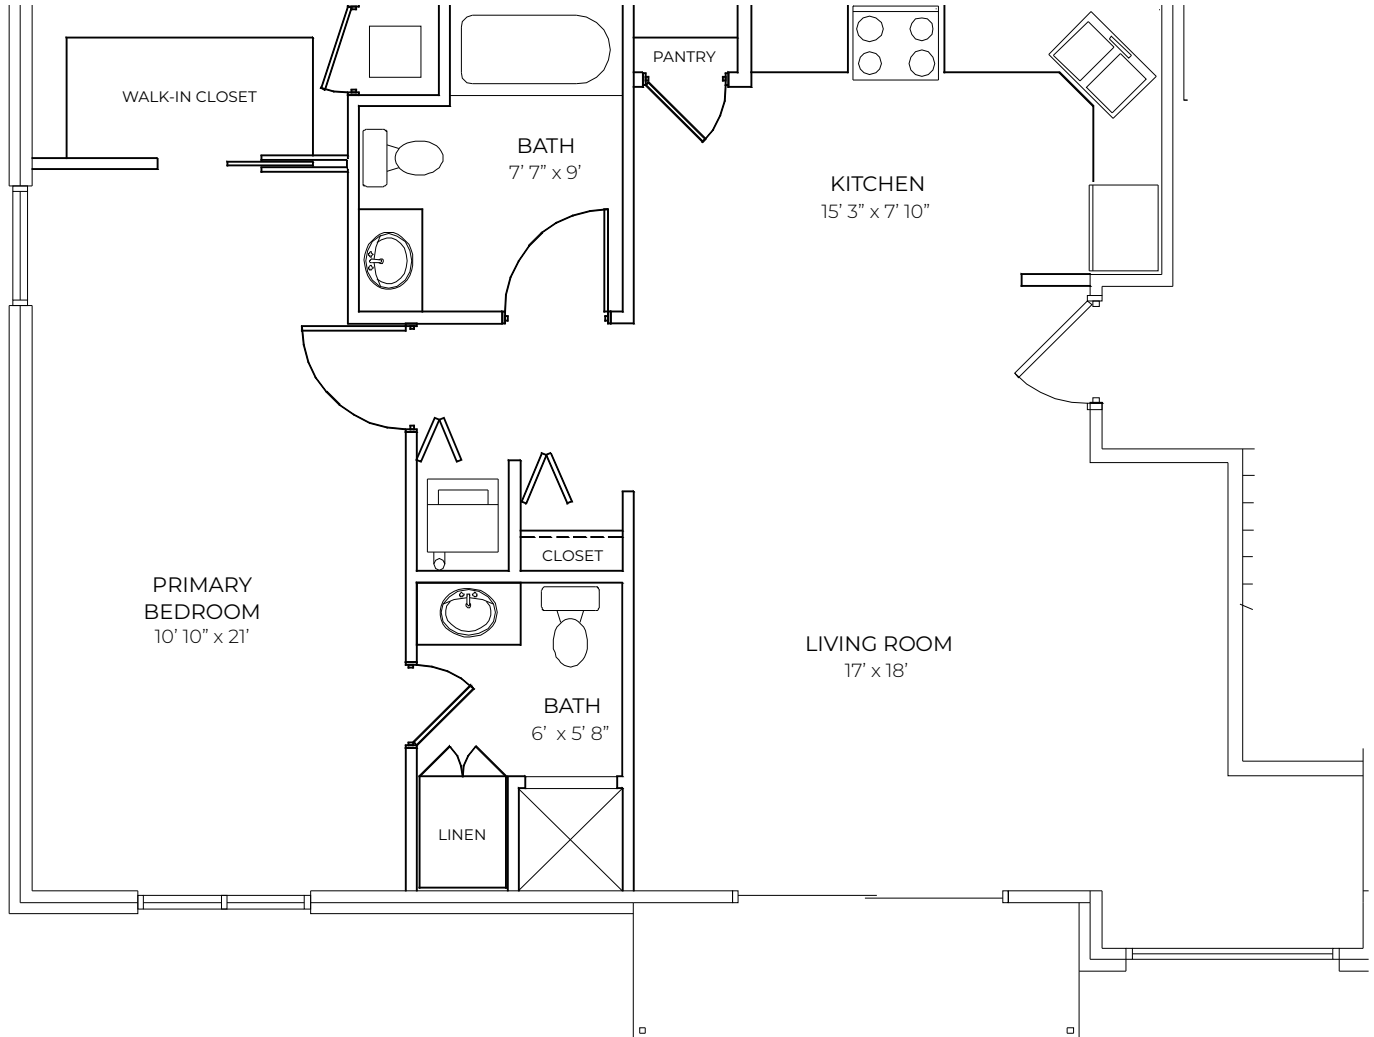 PANTRY
WALK-IN CLOSET
BATH
7’ 7” x 9’
KITCHEN
15’ 3” x 7’ 10”
CLOSET
PRIMARY
BEDROOM
10’ 10” x 21’
LIVING ROOM
17’ x 18’
BATH
6’ x 5’ 8”
LINEN